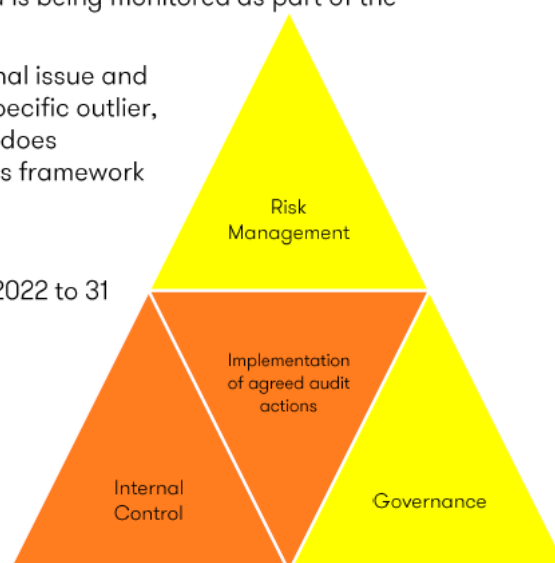 is being monitored as part of the
nal issue and
pecific outlier,
does
s framework
2022 to 31
Risk
Management
Implementation
of agreed audit
actions
Internal
Control
Governance